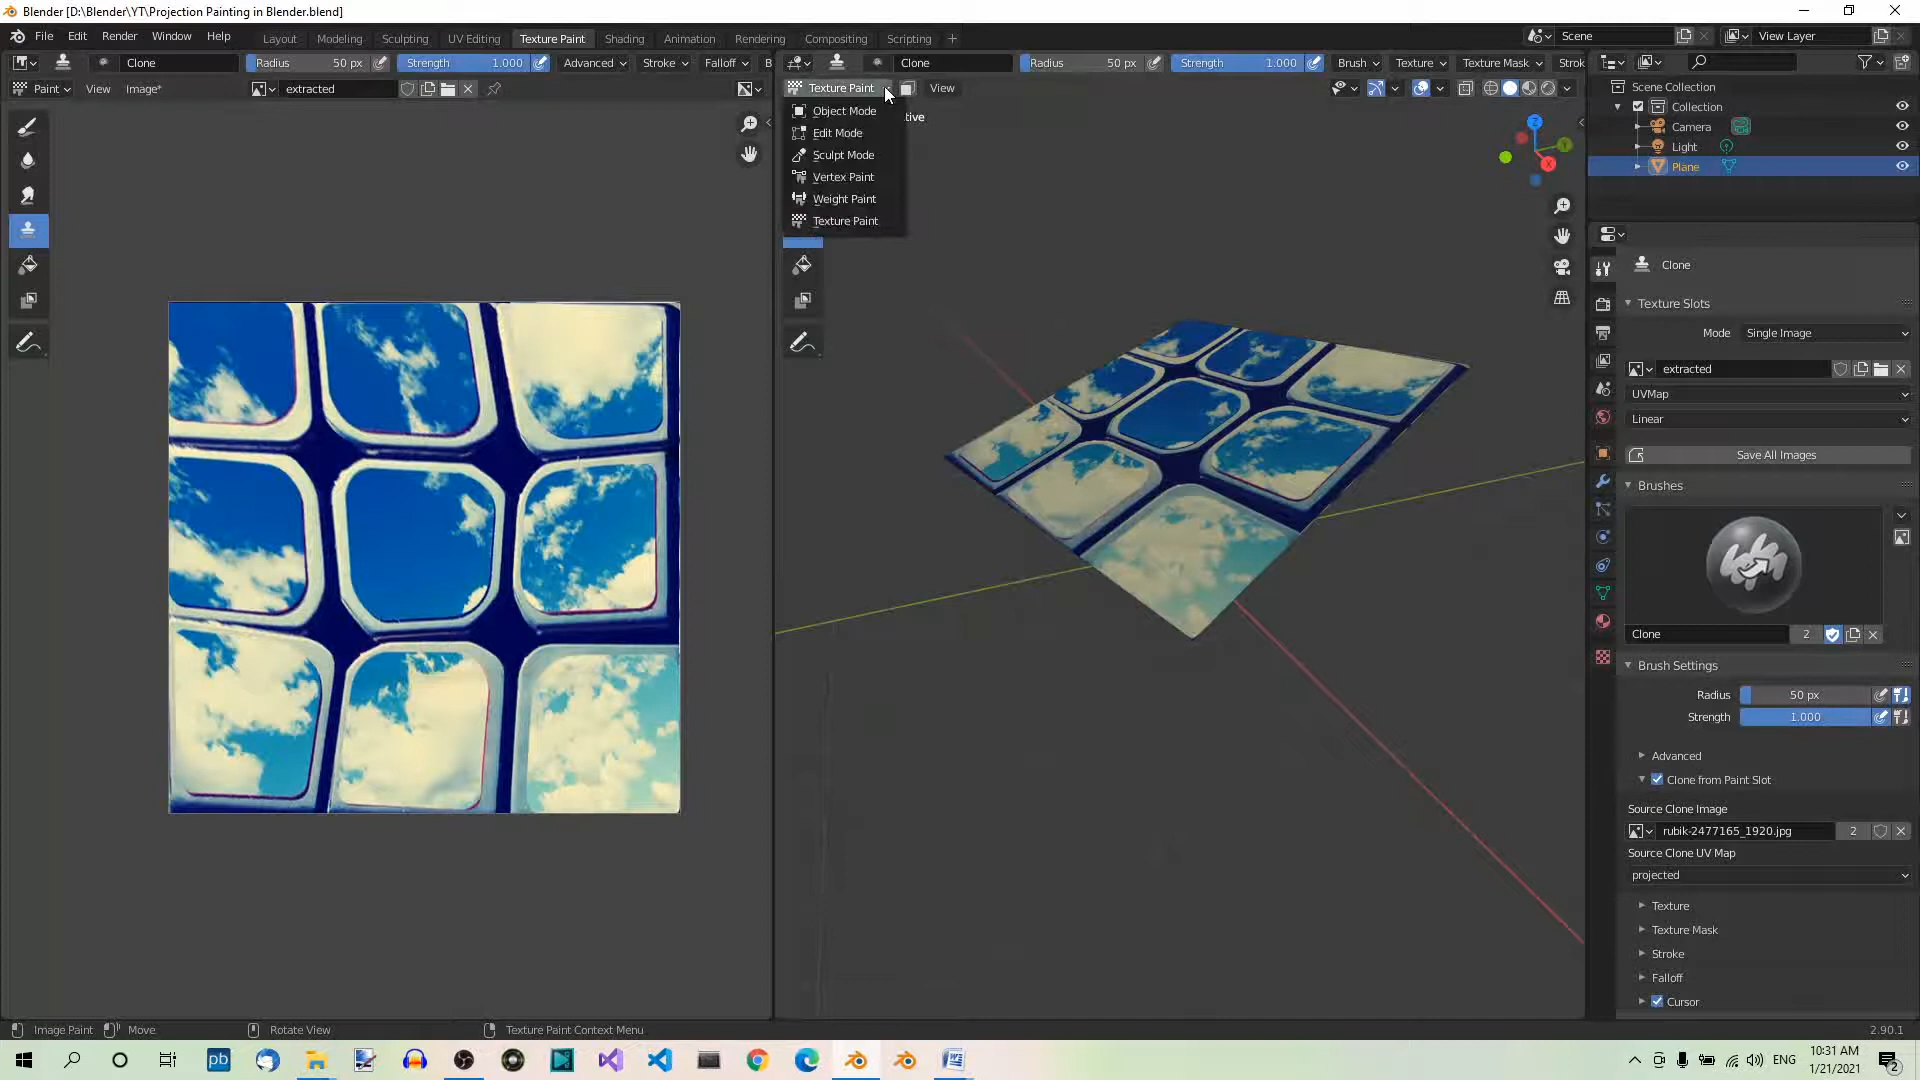 Blender [D:\Blender\YT\Projection Painting in Blender.blend]
File Edit Render Window Help Layout Modeling Sculpting UV Editing Texture Paint Shading Animation Rendering Compositing Scripting + Scene View Layer
Clone Radius 50 px Strength 1.000 Advanced Stroke Falloff B Clone Radius 50 px Strength 1.000 Brush Texture Texture Mask Strok
Paint View Image* extracted Texture Paint View
Object Mode
Edit Mode
Sculpt Mode
Vertex Paint
Weight Paint
Texture Paint
tive
Z
Y
X
Scene Collection
Collection
Camera
Light
Plane
Clone
Texture Slots
Mode Single Image
extracted
UVMap
Linear
Save All Images
Brushes
Clone 2
Brush Settings
Radius 50 px
Strength 1.000
Advanced
Clone from Paint Slot
Source Clone Image
rubik-2477165_1920.jpg 2
Source Clone UV Map
projected
Texture
Texture Mask
Stroke
Falloff
Cursor
Image Paint Move Rotate View Texture Paint Context Menu 2.90.1
pb
ENG
10:31 AM
1/21/2021
2